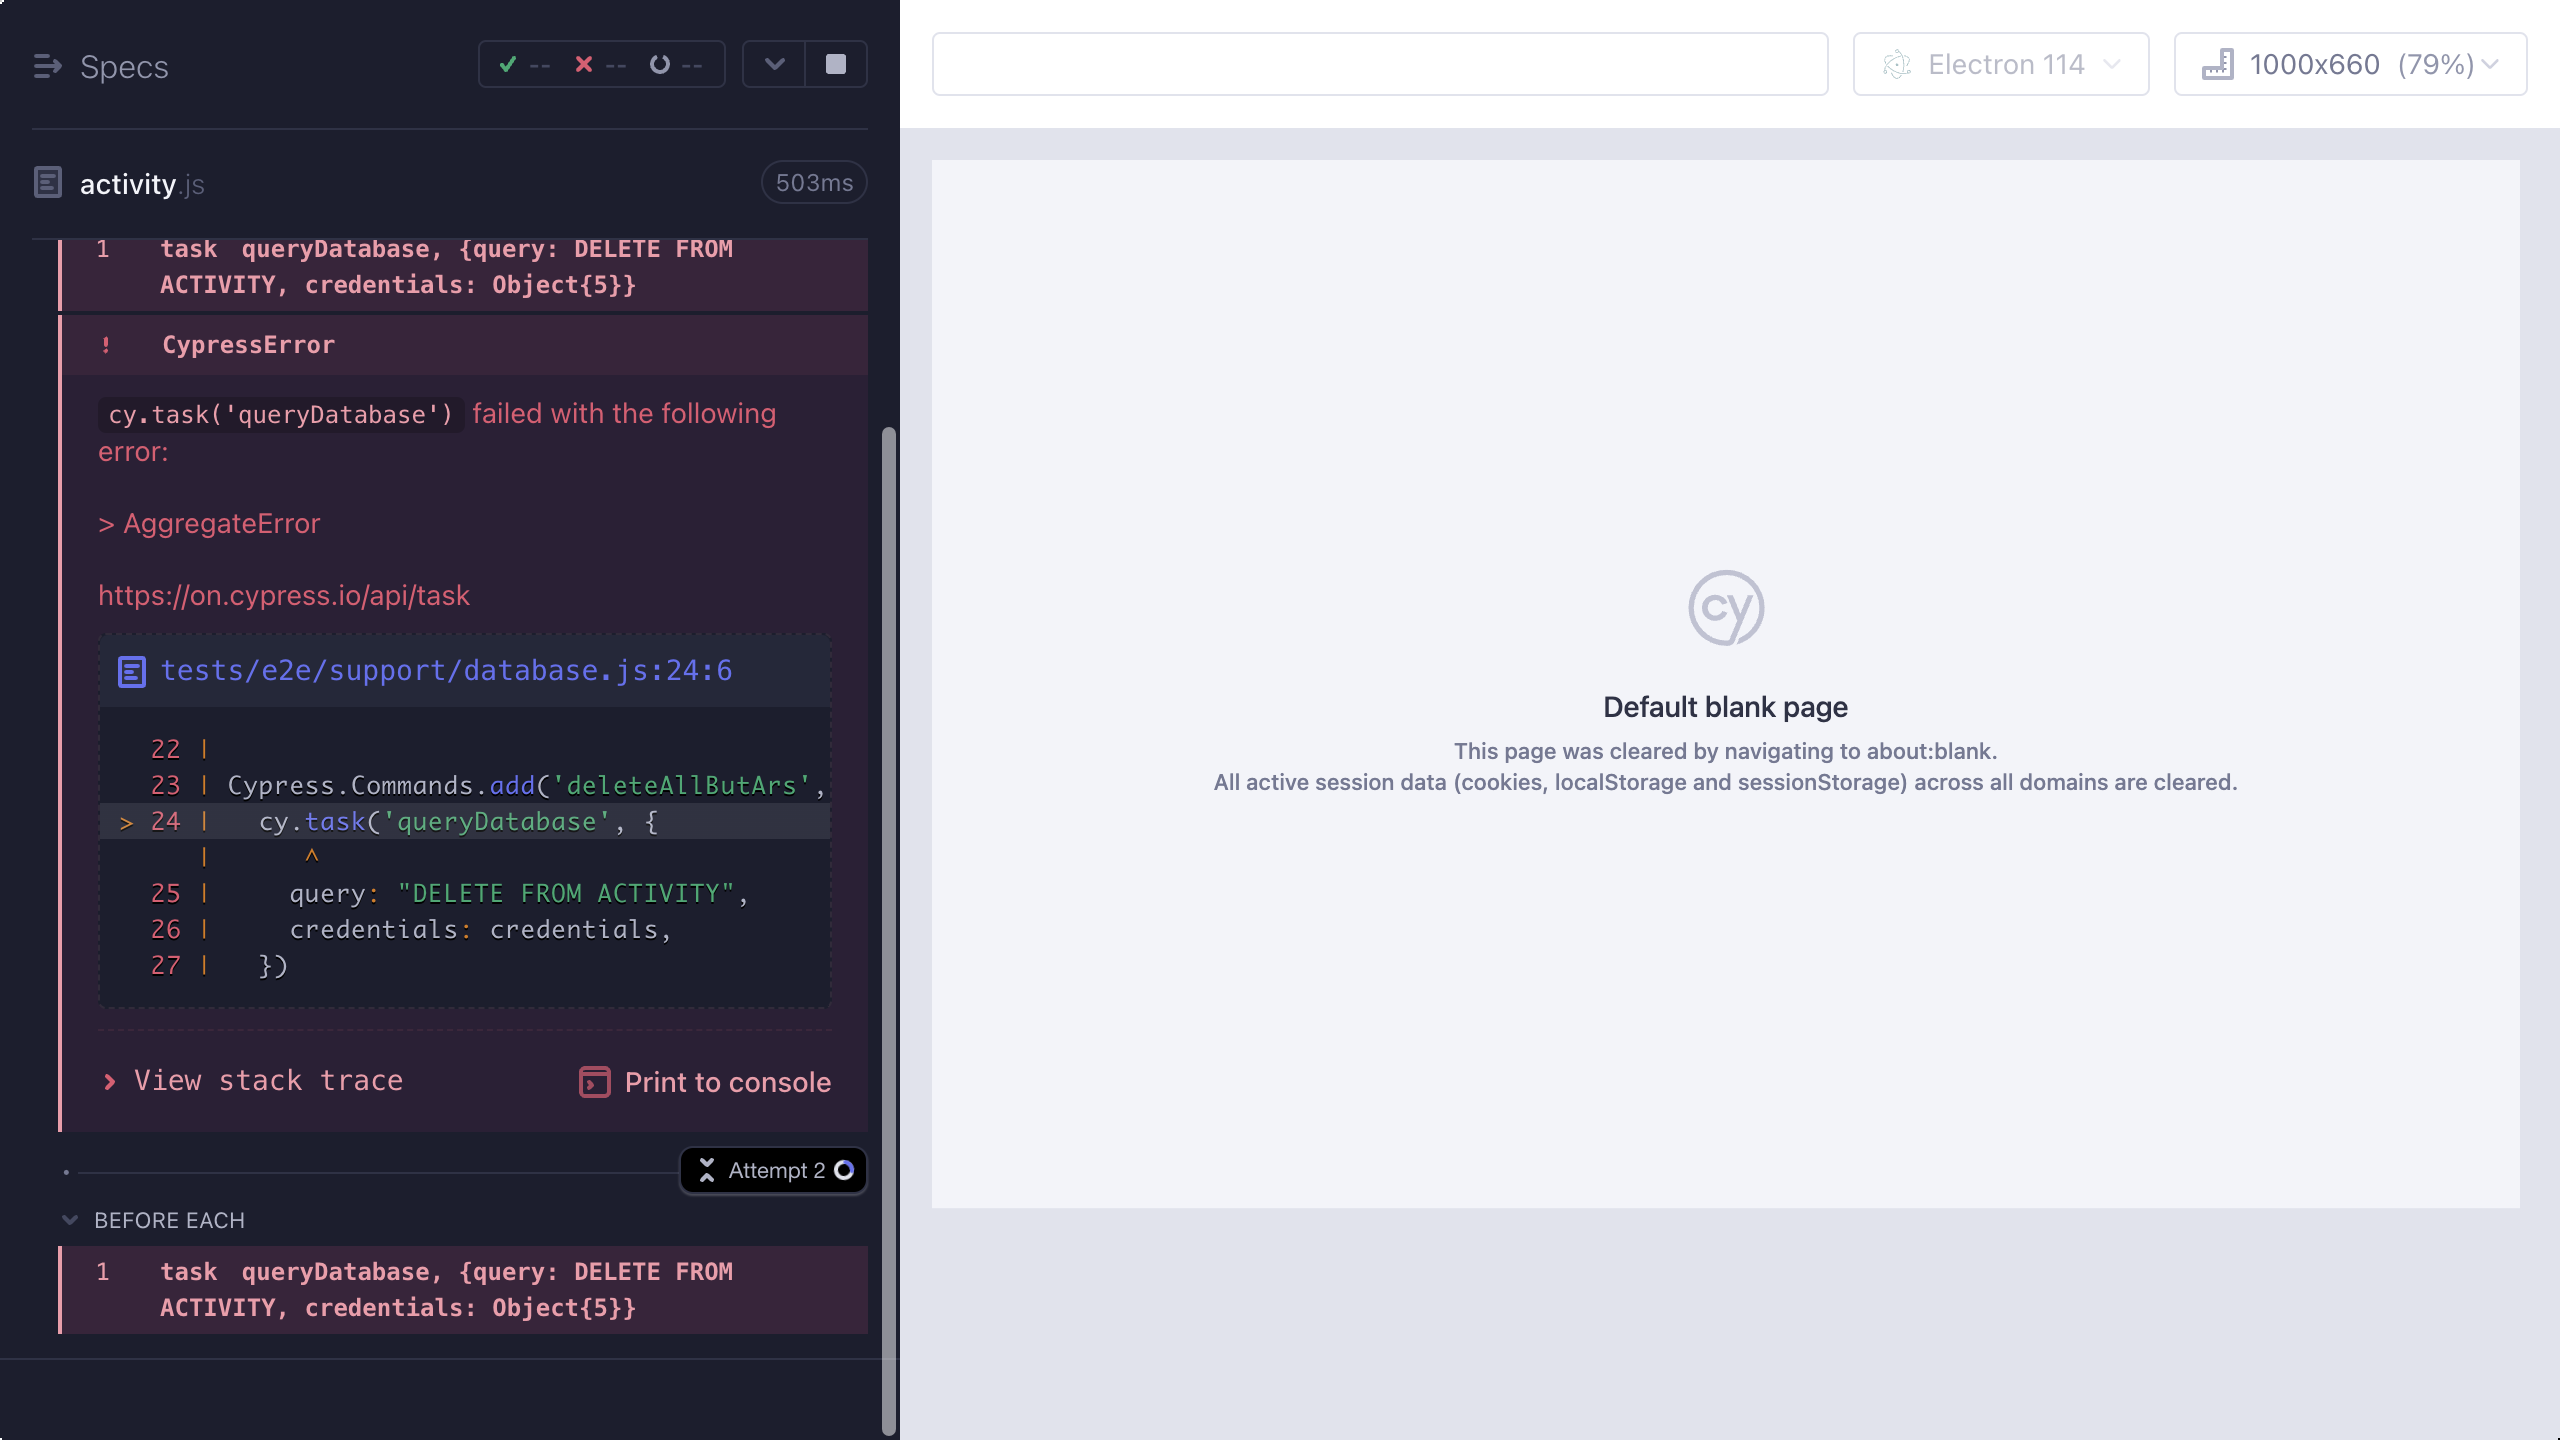 Specs
-- -- --
activity.js
503ms
1 task queryDatabase, {query: DELETE FROM
ACTIVITY, credentials: Object{5}}
! CypressError
cy.task('queryDatabase') failed with the following
error:
> AggregateError
https://on.cypress.io/api/task
tests/e2e/support/database.js:24:6
22 |
23 | Cypress.Commands.add('deleteAllButArs',
> 24 |   cy.task('queryDatabase', {
|      ^
25 |     query: "DELETE FROM ACTIVITY",
26 |     credentials: credentials,
27 |   })
View stack trace
Print to console
Attempt 2
BEFORE EACH
1 task queryDatabase, {query: DELETE FROM
ACTIVITY, credentials: Object{5}}
Electron 114
1000x660 (79%)
cy
Default blank page
This page was cleared by navigating to about:blank.
All active session data (cookies, localStorage and sessionStorage) across all domains are cleared.